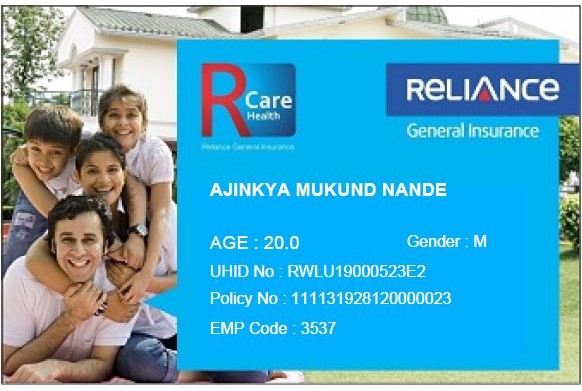 R Care
Health
Reliance General Insurance
RELIANCE
General Insurance
AJINKYA MUKUND NANDE
AGE : 20.0
Gender : M
UHID No : RWLU19000523E2
Policy No : 111131928120000023
EMP Code : 3537